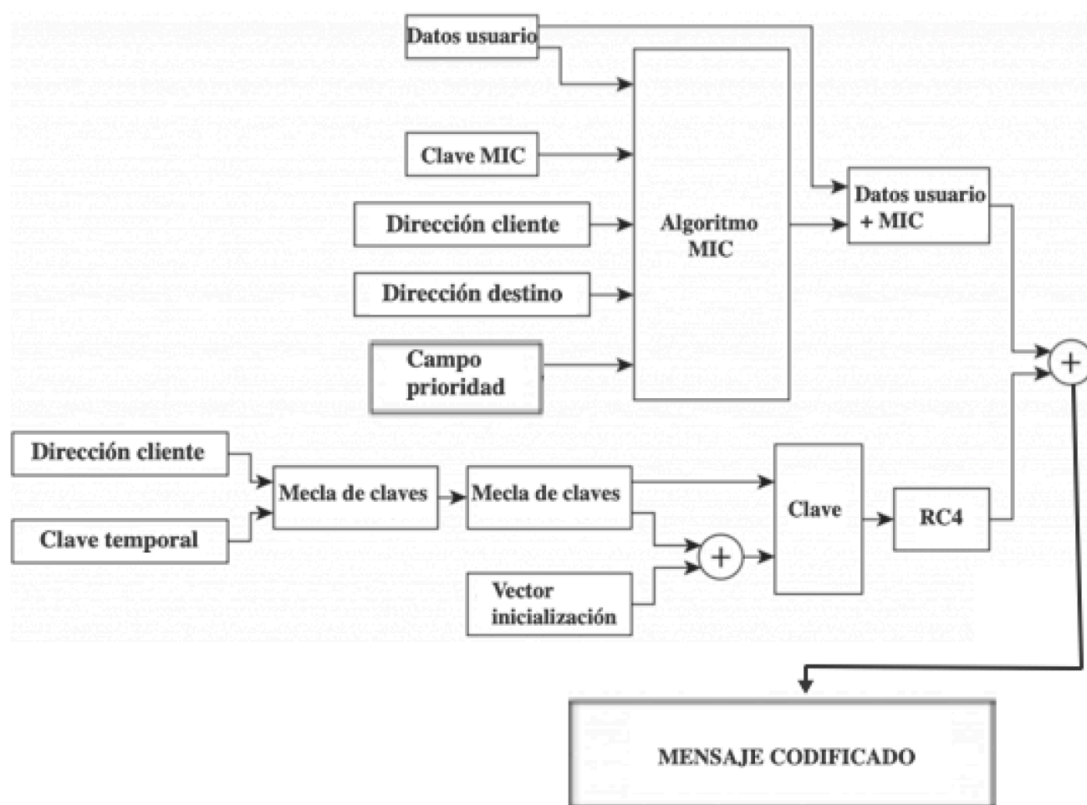 Datos usuario
Clave MIC
Dirección cliente
Dirección destino
Campo
prioridad
Algoritmo
MIC
Datos usuario
+ MIC
+
Dirección cliente
Clave temporal
Mecla de claves
Mecla de claves
Vector
inicialización
+
Clave
RC4
MENSAJE CODIFICADO